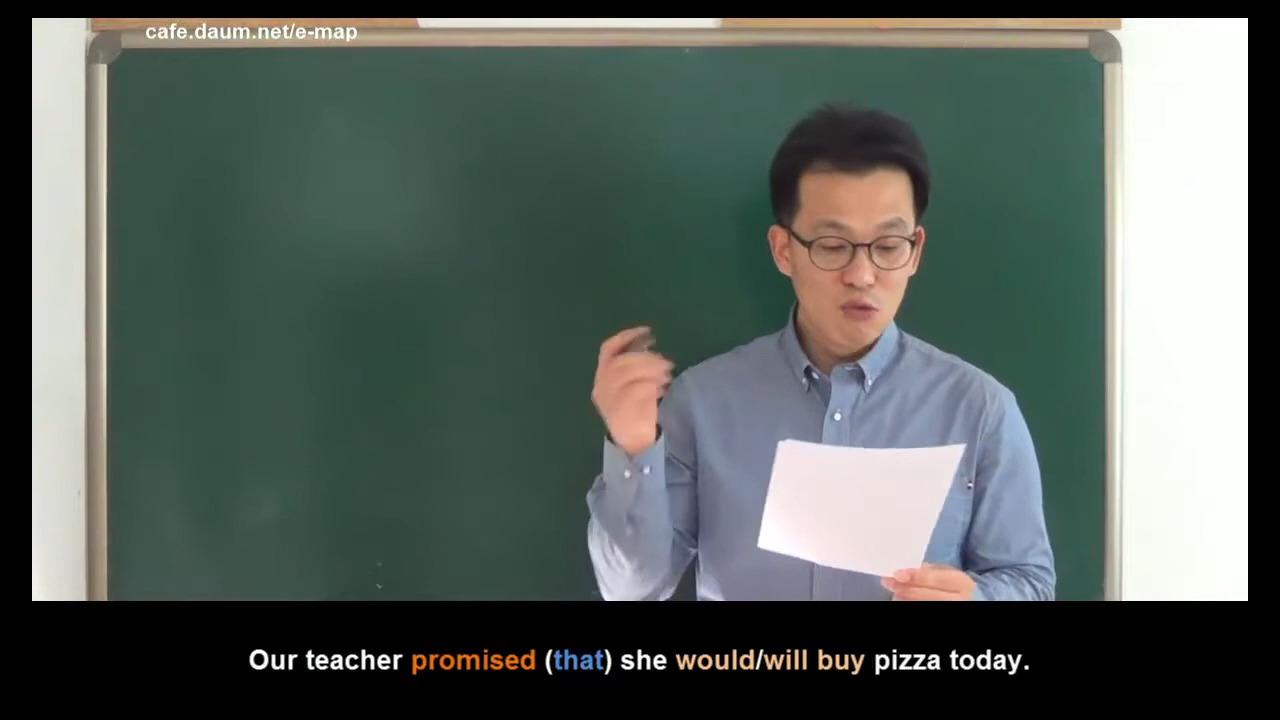 cafe.daum.net/e-map
Our teacher promised (that) she would/will buy pizza today.